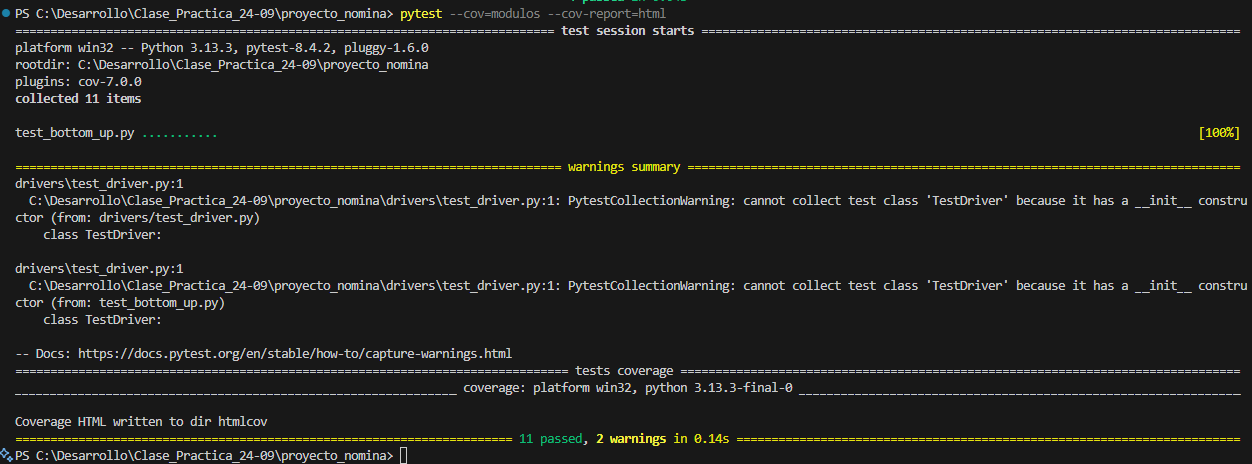 PS C:\Desarrollo\Clase_Practica_24-09\proyecto_nomina> pytest --cov=modulos --cov-report=html
============================= test session starts =============================
platform win32 -- Python 3.13.3, pytest-8.4.2, pluggy-1.6.0
rootdir: C:\Desarrollo\Clase_Practica_24-09\proyecto_nomina
plugins: cov-7.0.0
collected 11 items
test_bottom_up.py ........... [100%]
============================= warnings summary =============================
drivers\test_driver.py:1
C:\Desarrollo\Clase_Practica_24-09\proyecto_nomina\drivers\test_driver.py:1: PytestCollectionWarning: cannot collect test class 'TestDriver' because it has a __init__ constru
ctor (from: drivers/test_driver.py)
class TestDriver:
drivers\test_driver.py:1
C:\Desarrollo\Clase_Practica_24-09\proyecto_nomina\drivers\test_driver.py:1: PytestCollectionWarning: cannot collect test class 'TestDriver' because it has a __init__ constru
ctor (from: test_bottom_up.py)
class TestDriver:
-- Docs: https://docs.pytest.org/en/stable/how-to/capture-warnings.html
============================= tests coverage =============================
_____________________________ coverage: platform win32, python 3.13.3-final-0 _____________________________
Coverage HTML written to dir htmlcov
============================= 11 passed, 2 warnings in 0.14s =============================
PS C:\Desarrollo\Clase_Practica_24-09\proyecto_nomina>